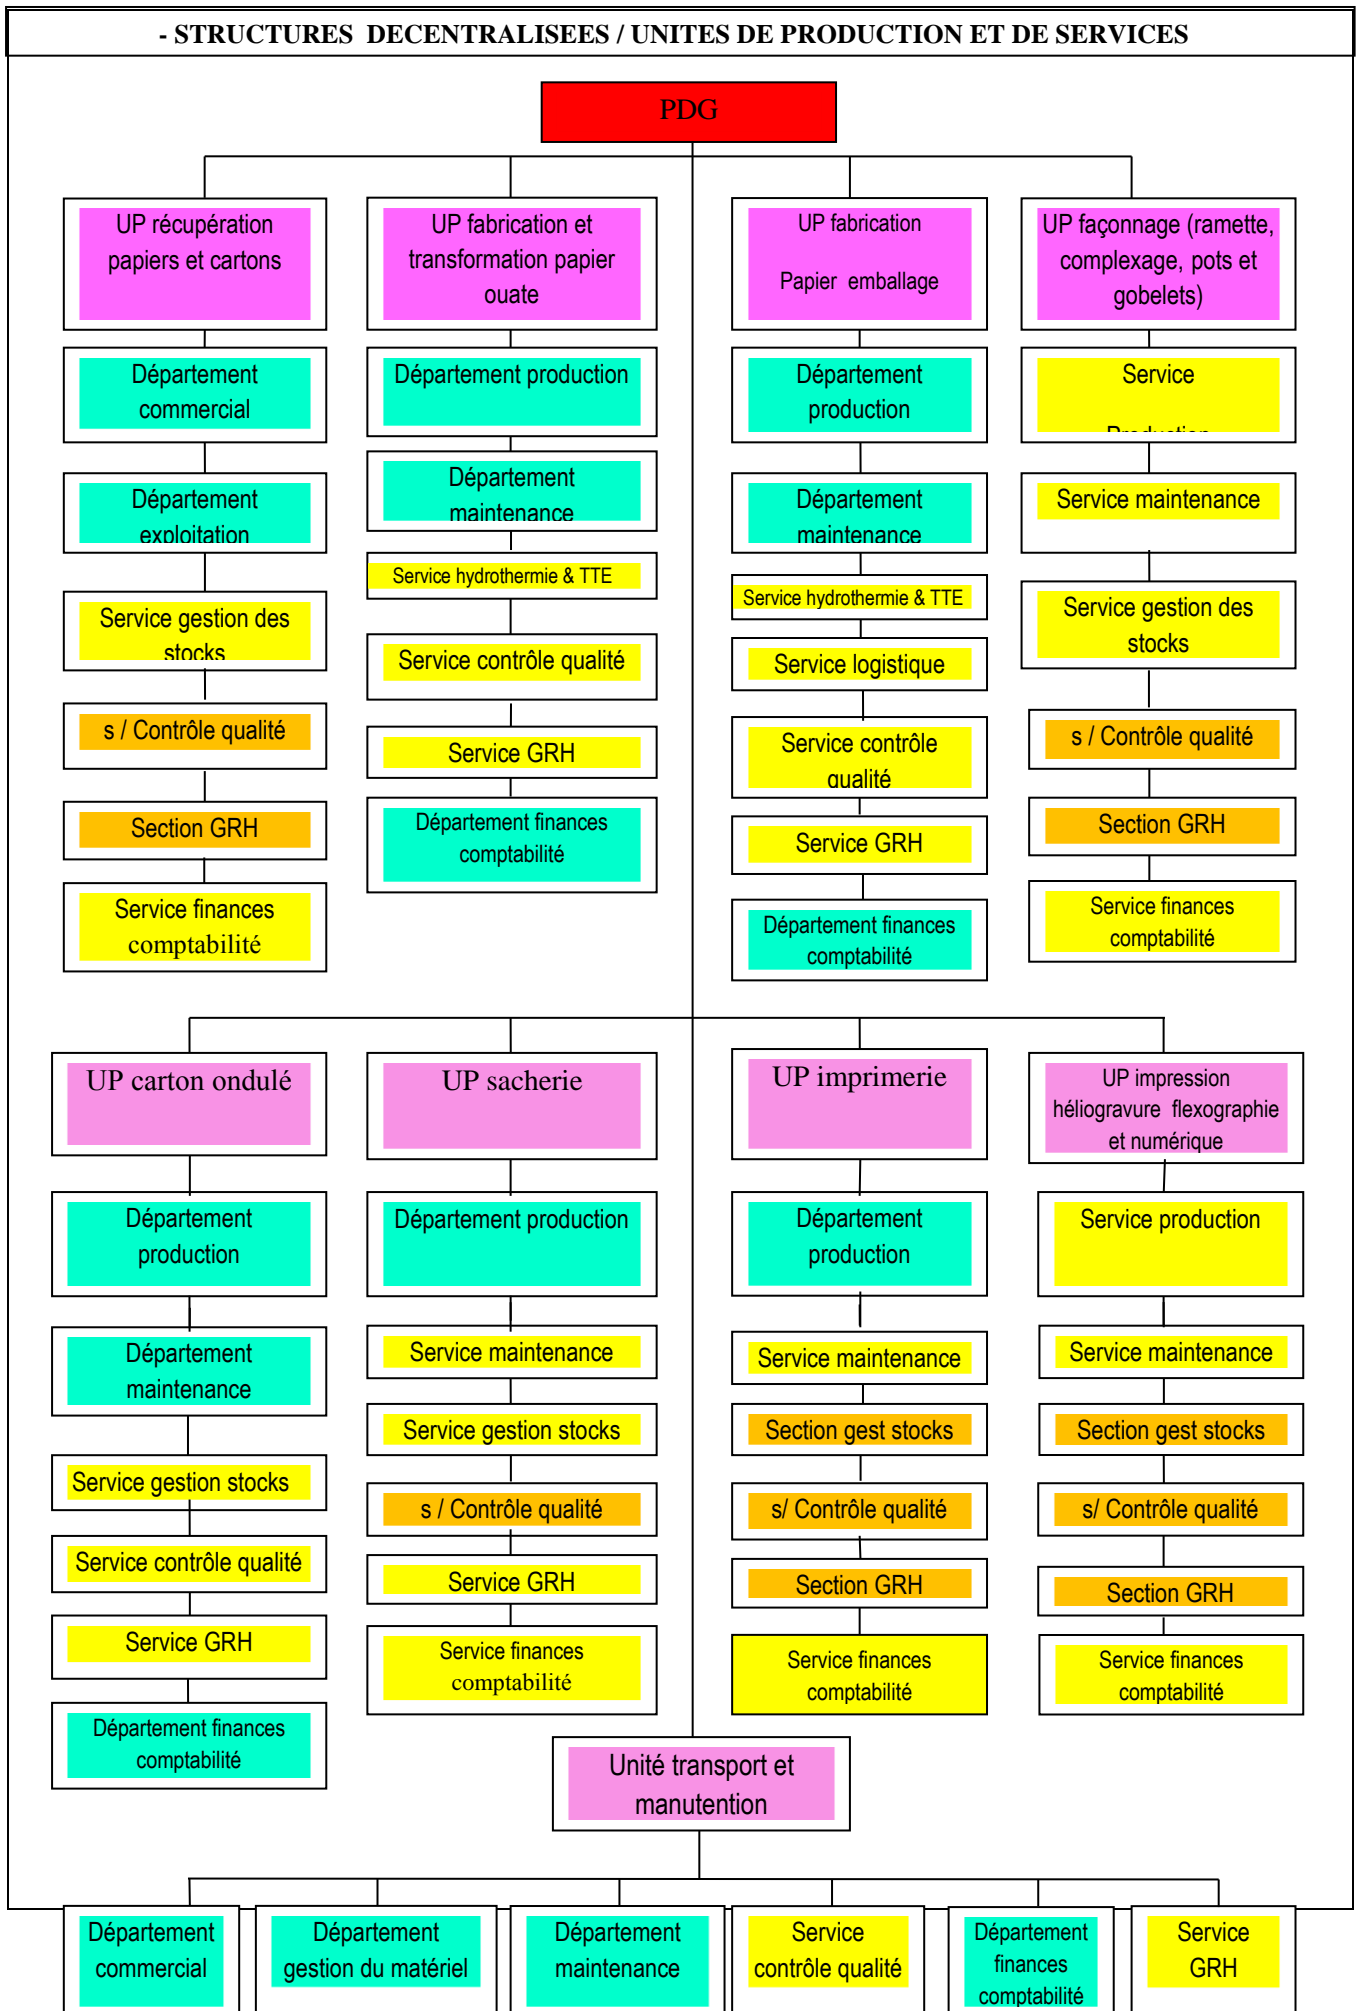 - STRUCTURES DECENTRALISEES / UNITES DE PRODUCTION ET DE SERVICES
PDG
UP récupération
papiers et cartons
Département
commercial
Département
exploitation
Service gestion des
stocks
s / Contrôle qualité
Section GRH
Service finances
comptabilité
UP fabrication et
transformation papier
ouate
Département production
Département
maintenance
Service hydrothermie & TTE
Service contrôle qualité
Service GRH
Département finances
comptabilité
UP fabrication
Papier emballage
Département
production
Département
maintenance
Service hydrothermie & TTE
Service logistique
Service contrôle
qualité
Service GRH
Département finances
comptabilité
UP façonnage (ramette,
complexage, pots et
gobelets)
Service
Production
Service maintenance
Service gestion des
stocks
s / Contrôle qualité
Section GRH
Service finances
comptabilité
UP carton ondulé
Département
production
Département
maintenance
Service gestion stocks
Service contrôle qualité
Service GRH
Département finances
comptabilité
UP sacherie
Département production
Service maintenance
Service gestion stocks
s / Contrôle qualité
Service GRH
Service finances
comptabilité
UP imprimerie
Département
production
Service maintenance
Section gest stocks
s/ Contrôle qualité
Section GRH
Service finances
comptabilité
UP impression
héliogravure flexographie
et numérique
Service production
Service maintenance
Section gest stocks
s/ Contrôle qualité
Section GRH
Service finances
comptabilité
Unité transport et
manutention
Département
commercial
Département
gestion du matériel
Département
maintenance
Service
contrôle qualité
Département
finances
comptabilité
Service
GRH